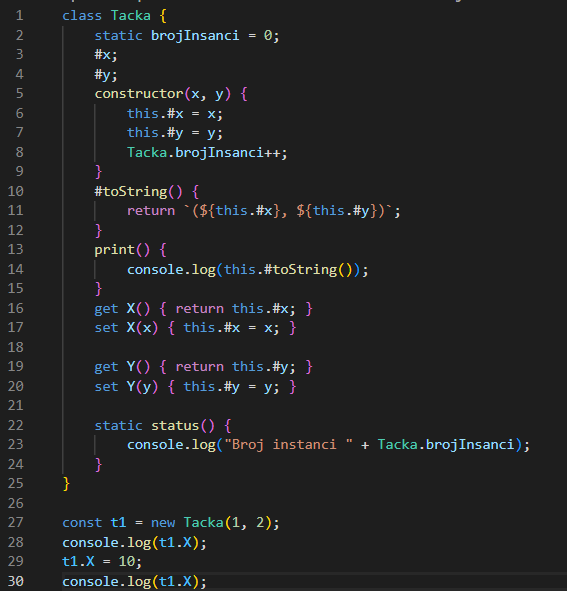 1 class Tacka {
2     static brojInsanci = 0;
3     #x;
4     #y;
5     constructor(x, y) {
6         this.#x = x;
7         this.#y = y;
8         Tacka.brojInsanci++;
9     }
10     #toString() {
11         return `(${this.#x}, ${this.#y})`;
12     }
13     print() {
14         console.log(this.#toString());
15     }
16     get X() { return this.#x; }
17     set X(x) { this.#x = x; }
18
19     get Y() { return this.#y; }
20     set Y(y) { this.#y = y; }
21
22     static status() {
23         console.log("Broj instanci " + Tacka.brojInsanci);
24     }
25 }
26
27 const t1 = new Tacka(1, 2);
28 console.log(t1.X);
29 t1.X = 10;
30 console.log(t1.X);